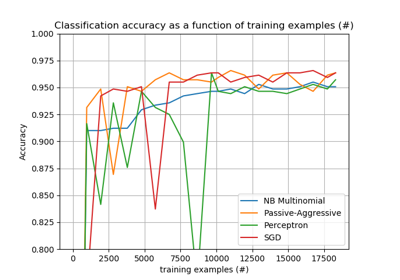 Classification accuracy as a function of training examples (#)
1.000
0.975
0.950
0.925
0.900
0.875
0.850
0.825
0.800
Accuracy
NB Multinomial
Passive-Aggressive
Perceptron
SGD
0 2500 5000 7500 10000 12500 15000 17500
training examples (#)